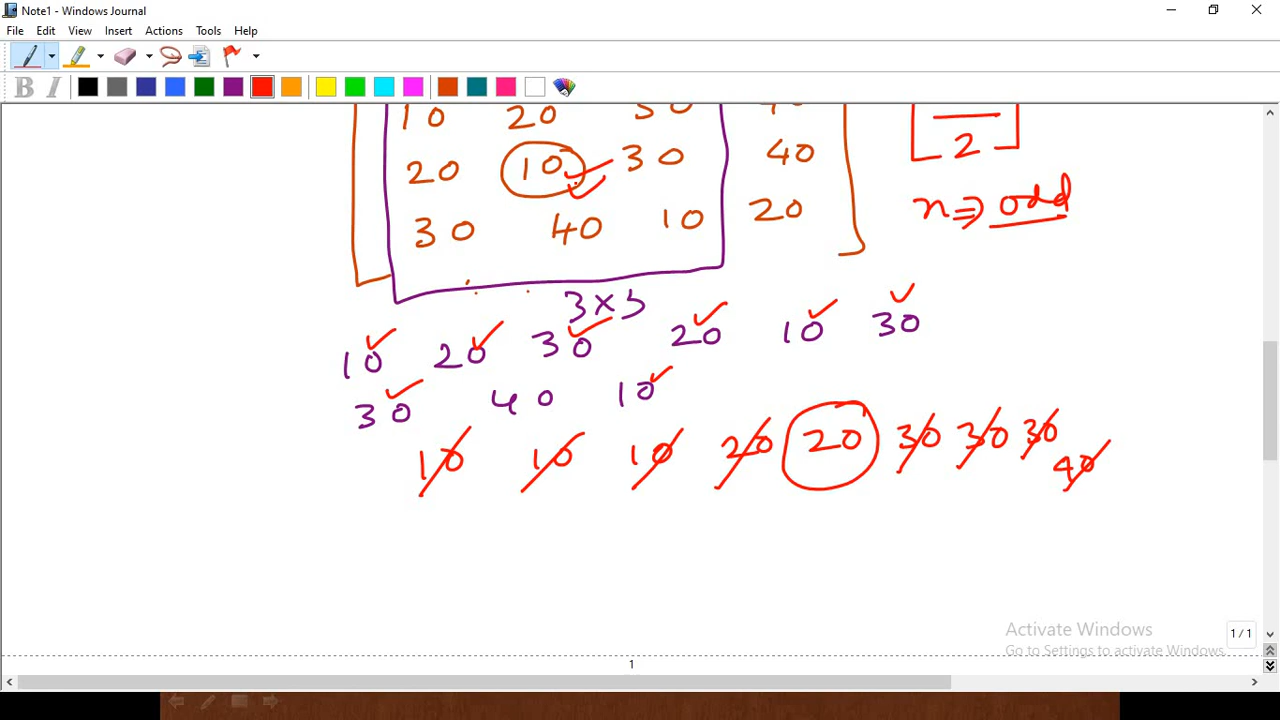 Note1 - Windows Journal
File Edit View Insert Actions Tools Help
B I
10 20 30
20 10 30 40
30 40 10 20
2
n ⇒ odd
3 × 3
10 20 30 20 10 30
30 40 10
10 10 10 20 20 30 30 30 40
Activate Windows
Go to Settings to activate Windows.
1 / 1
1